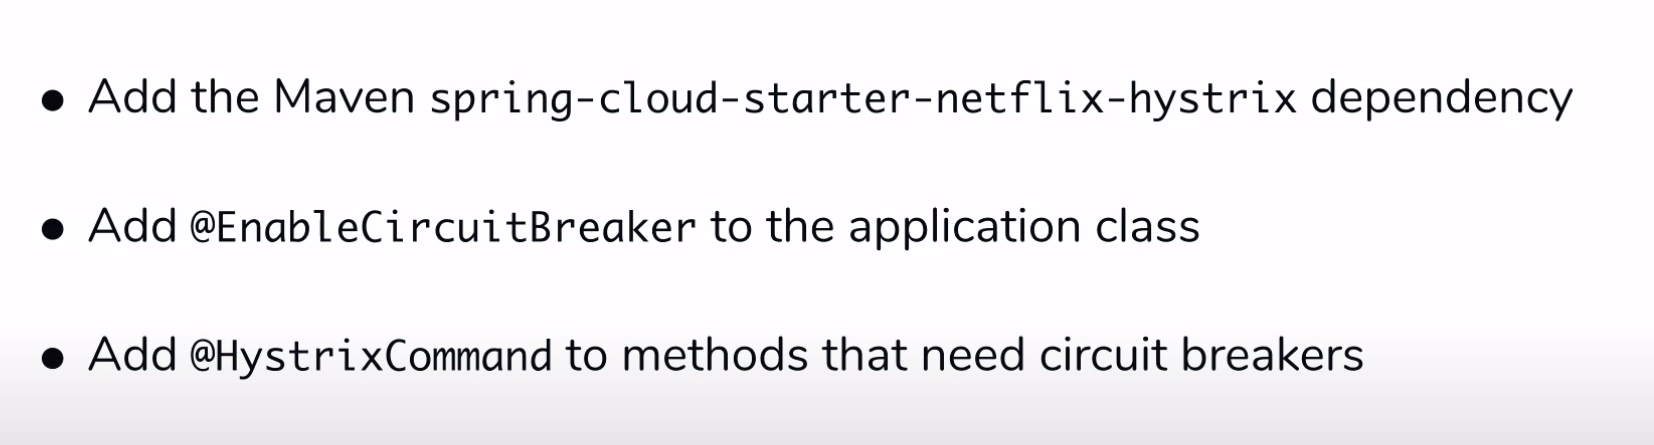 • Add the Maven spring-cloud-starter-netflix-hystrix dependency
• Add @EnableCircuitBreaker to the application class
• Add @HystrixCommand to methods that need circuit breakers